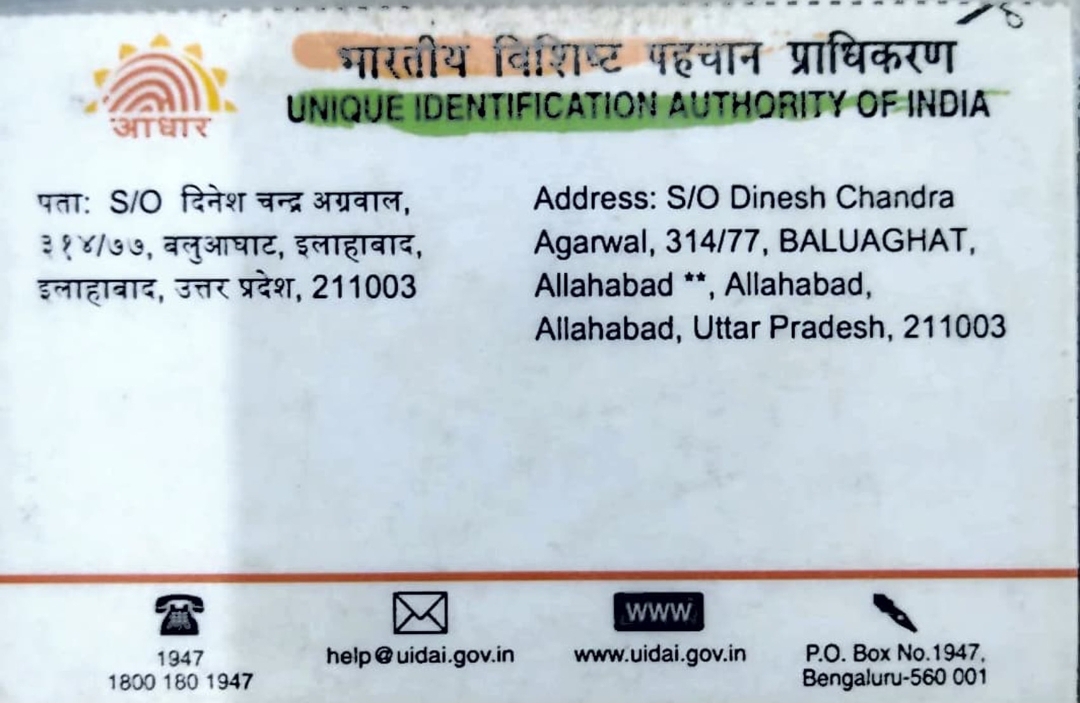 भारतीय विशिष्ट पहचान प्राधिकरण
UNIQUE IDENTIFICATION AUTHORITY OF INDIA
आधार
पता: S/O दिनेश चन्द्र अग्रवाल,
३१४/७७, बलुआघाट, इलाहाबाद,
इलाहाबाद, उत्तर प्रदेश, 211003
Address: S/O Dinesh Chandra
Agarwal, 314/77, BALUAGHAT,
Allahabad **, Allahabad,
Allahabad, Uttar Pradesh, 211003
1947
1800 180 1947
help@uidai.gov.in
WWW
www.uidai.gov.in
P.O. Box No.1947,
Bengaluru-560 001